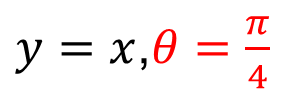 y = x, θ = π/4